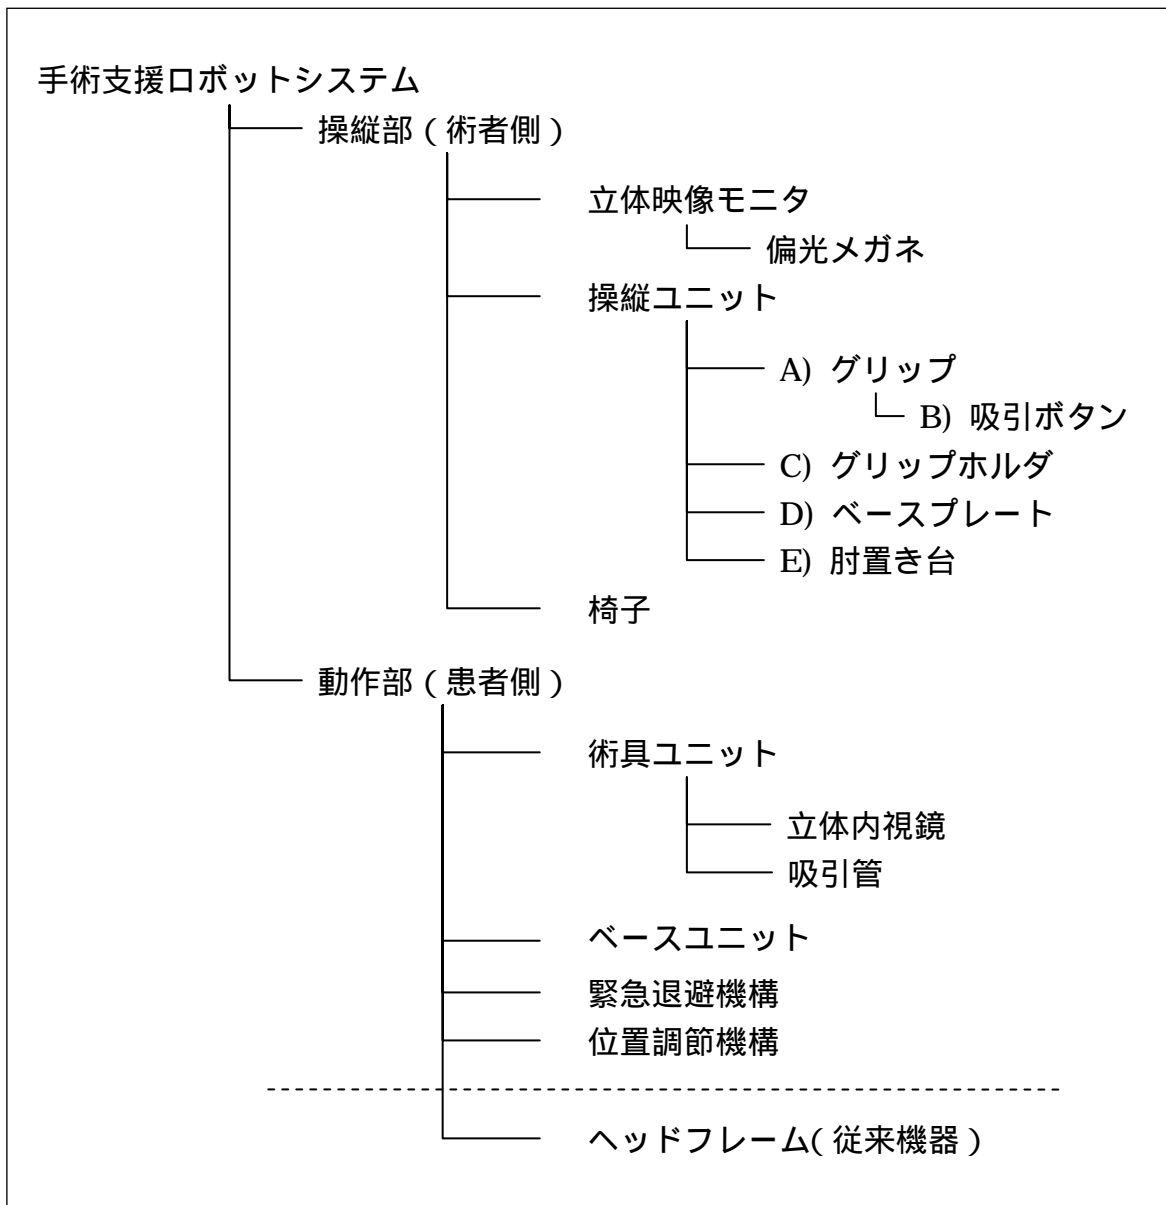 手術支援ロボットシステム
操縦部(術者側)
立体映像モニタ
偏光メガネ
操縦ユニット
A) グリップ
B) 吸引ボタン
C) グリップホルダ
D) ベースプレート
E) 肘置き台
椅子
動作部(患者側)
術具ユニット
立体内視鏡
吸引管
ベースユニット
緊急退避機構
位置調節機構
ヘッドフレーム(従来機器)